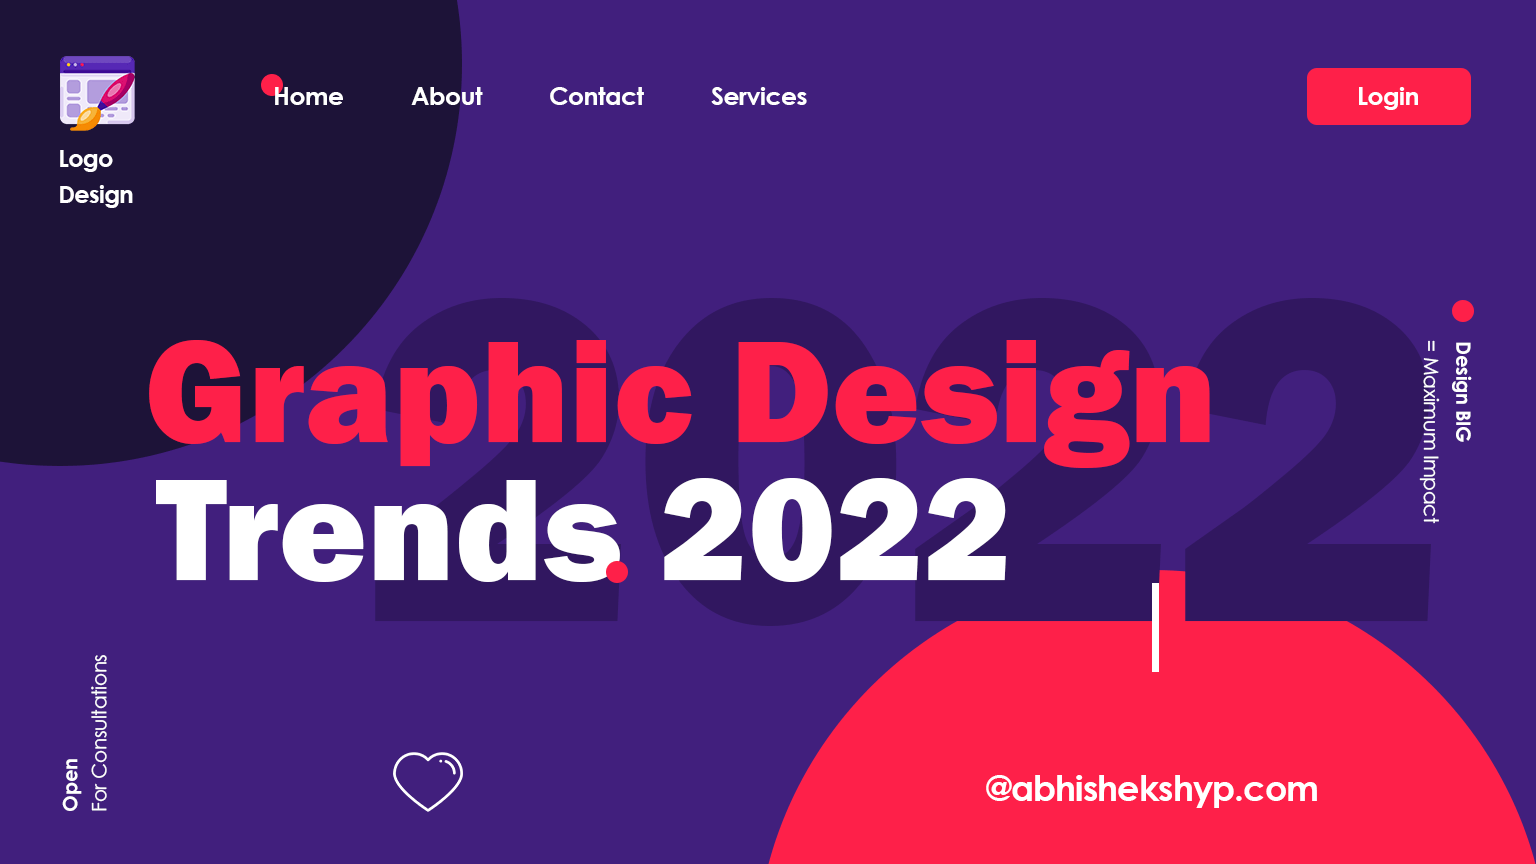 Home About Contact Services
Login
Logo
Design
2022
Graphic Design
Trends 2022
Design BIG
= Maximum Impact
Open
For Consultations
@abhishekshyp.com